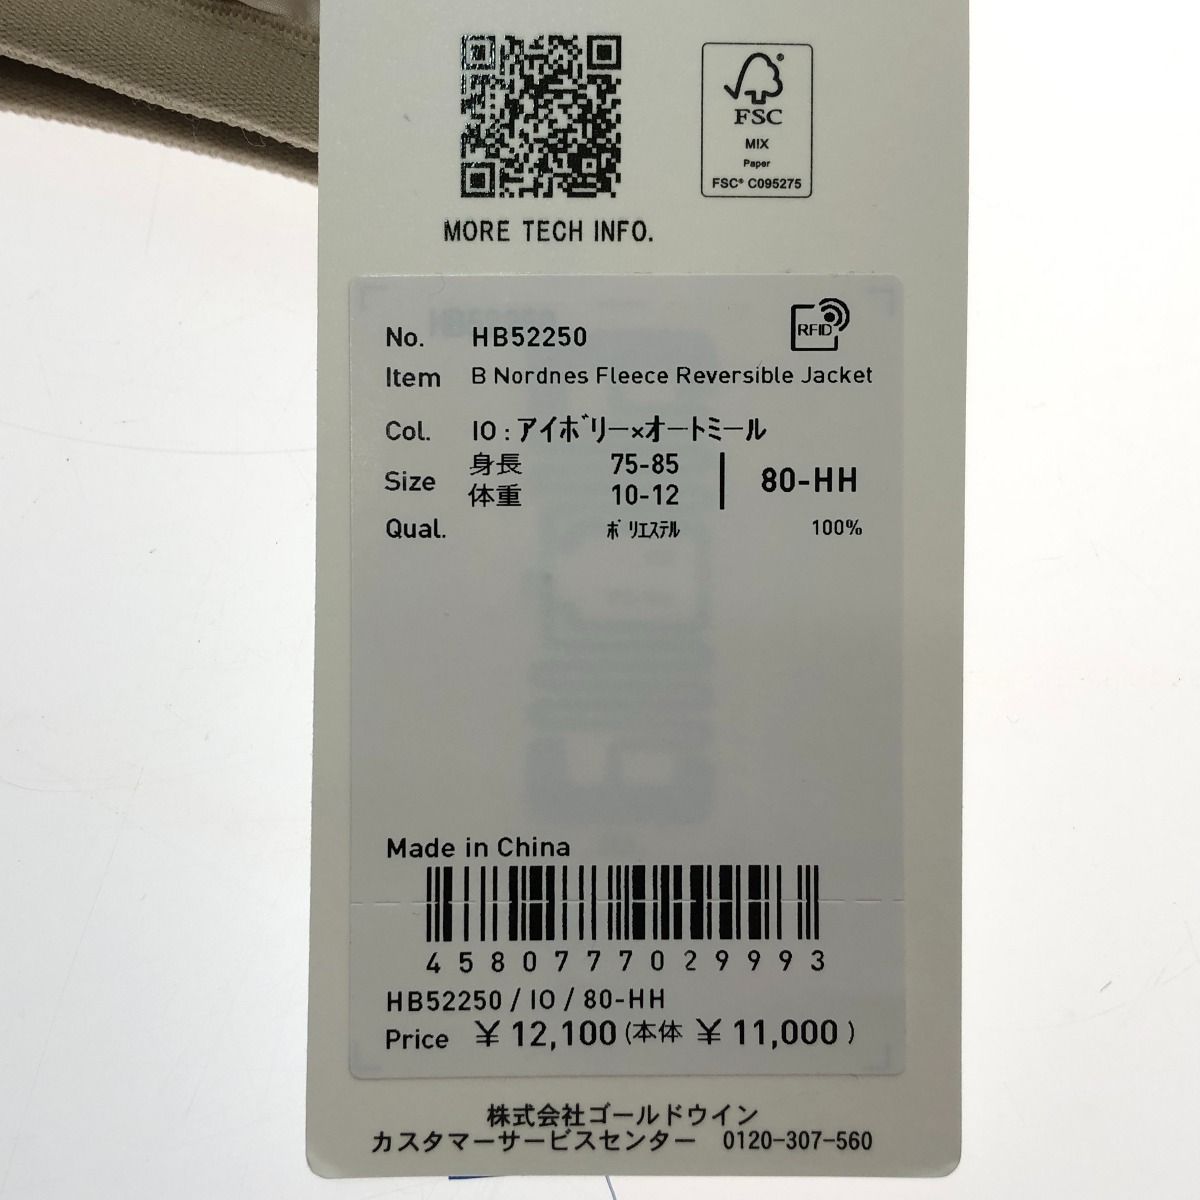 FSC
MIX
Paper
FSC® C095275
MORE TECH INFO.
RFID
No. HB52250
Item B Nordnes Fleece Reversible Jacket
Col. IO : アイボリー×オートミール
Size 身長 75-85 80-HH
体重 10-12
Qual. ポリエステル 100%
Made in China
4580777029993
HB52250 / IO / 80-HH
Price ¥ 12,100 (本体 ¥ 11,000 )
株式会社ゴールドウイン
カスタマーサービスセンター 0120-307-560